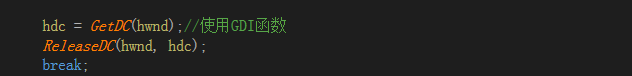 hdc = GetDC(hwnd);//使用GDI函数
ReleaseDC(hwnd, hdc);
break;